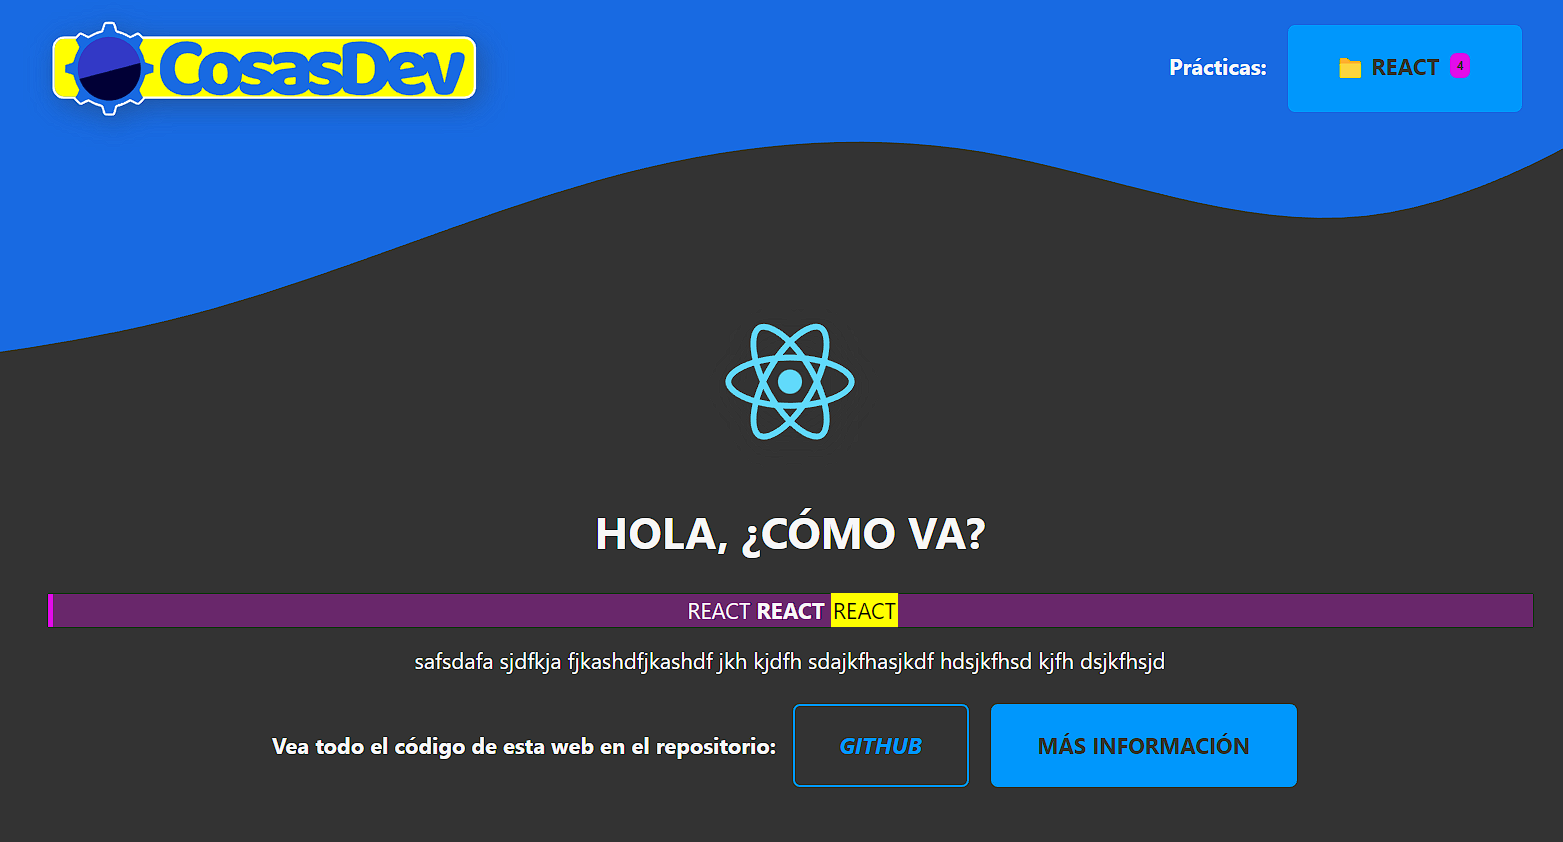 CosasDev
Prácticas:
REACT 4
HOLA, ¿CÓMO VA?
REACT REACT REACT
safsdafa sjdfkja fjkashdfjkashdf jkh kjdfh sdajkfhasjkdf hdsjkfhsd kjfh dsjkfhsjd
Vea todo el código de esta web en el repositorio: GITHUB MÁS INFORMACIÓN